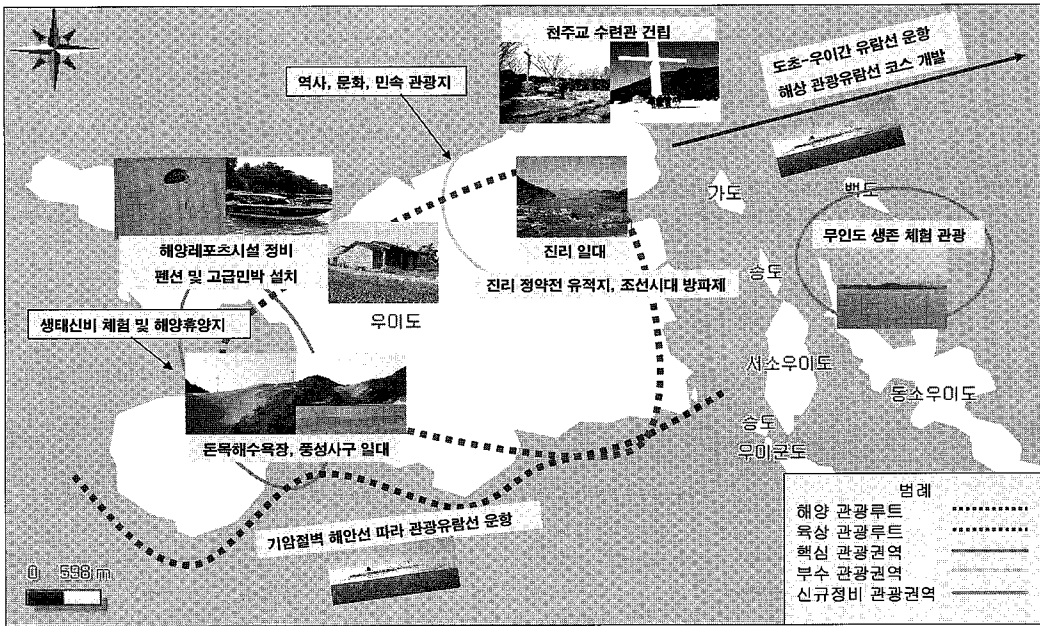 천주교 수련관 건립
도초-우이간 유람선 운항
해상 관광유람선 코스 개발
역사, 문화, 민속 관광지
가도
백도
무인도 생존 체험 관광
해양레포츠시설 정비
펜션 및 고급민박 설치
진리 일대
진리 정약전 유적지, 조선시대 방파제
승도
생태신비 체험 및 해양휴양지
우이도
서소우이도
동소우이도
돈목해수욕장, 풍성사구 일대
승도
우이군도
기암절벽 해안선 따라 관광유람선 운항
범례
해양 관광루트
육상 관광루트
핵심 관광권역
부수 관광권역
신규정비 관광권역
0 598 m